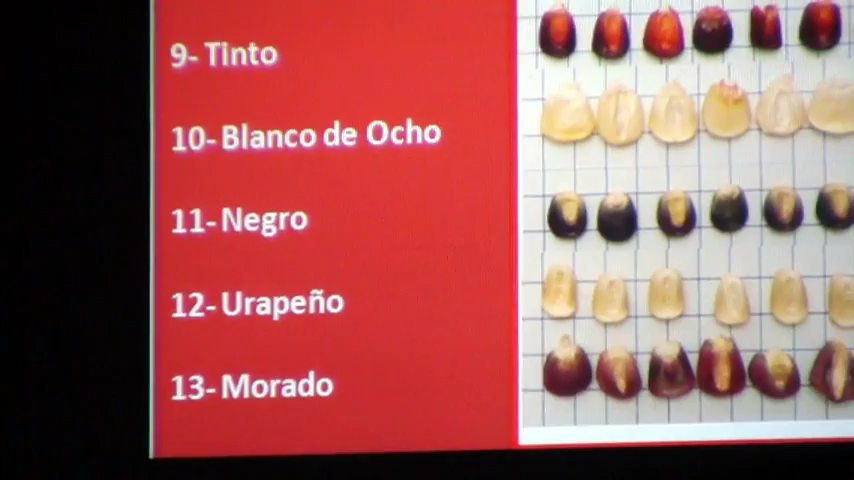 9- Tinto
10- Blanco de Ocho
11- Negro
12- Urapeño
13- Morado